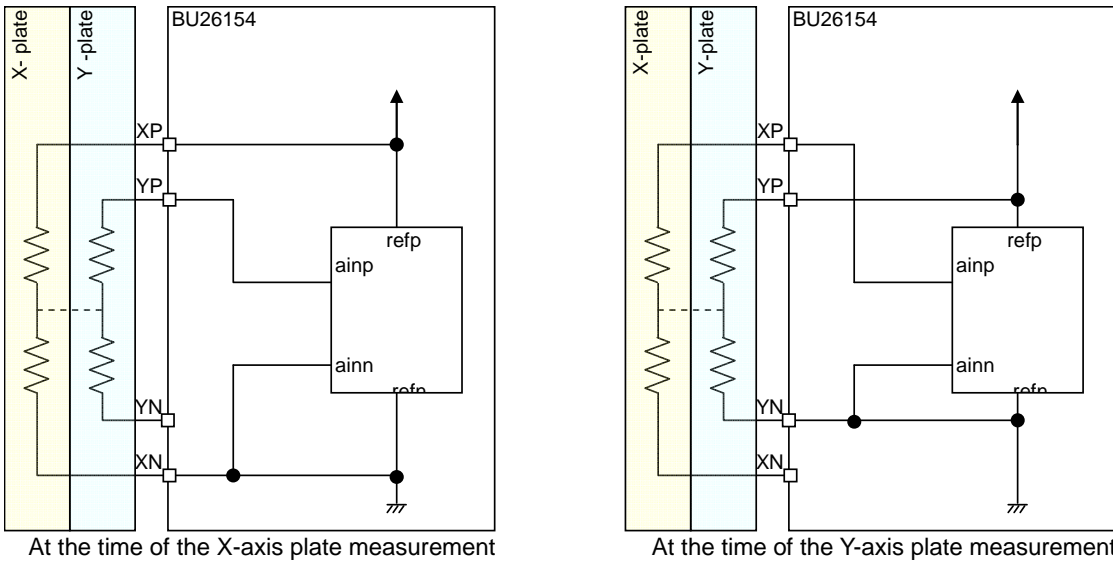 X- plate
Y -plate
BU26154
XP
YP
refp
ainp
ainn
refn
YN
XN
At the time of the X-axis plate measurement
X-plate
Y-plate
BU26154
XP
YP
refp
ainp
ainn
refn
YN
XN
At the time of the Y-axis plate measurement